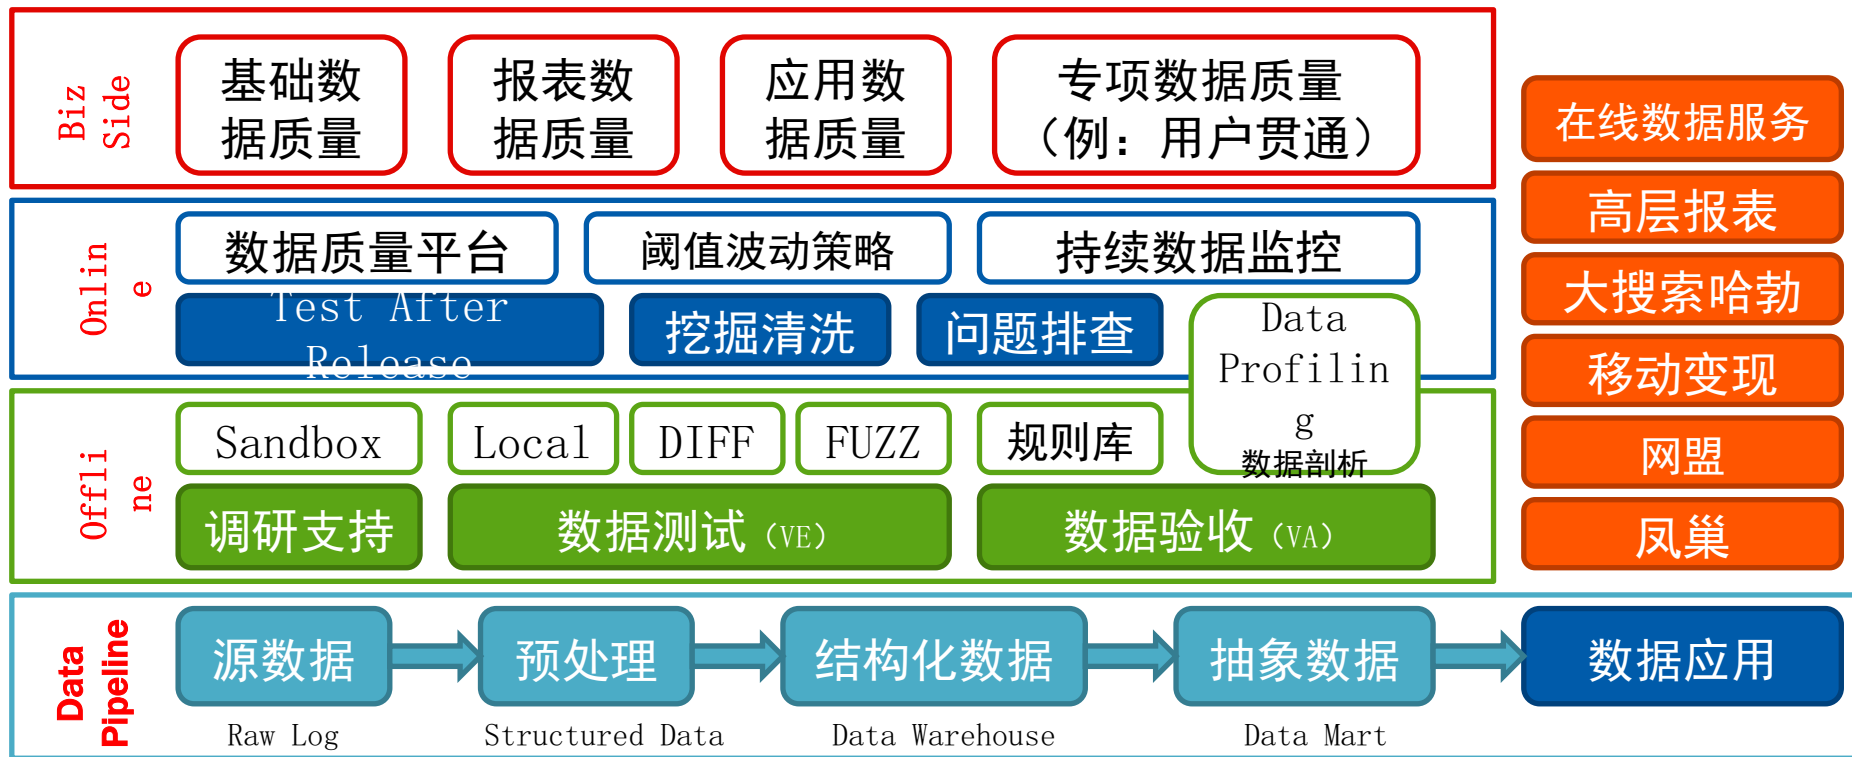 Biz
Side
基础数
据质量
报表数
据质量
应用数
据质量
专项数据质量
（例：用户贯通）
Onlin
e
数据质量平台
阈值波动策略
持续数据监控
Test After
Release
挖掘清洗
问题排查
Data
Profilin
g
数据剖析
Offli
ne
Sandbox
Local
DIFF
FUZZ
规则库
调研支持
数据测试（VE）
数据验收（VA）
在线数据服务
高层报表
大搜索哈勃
移动变现
网盟
凤巢
Data
Pipeline
源数据
预处理
结构化数据
抽象数据
数据应用
Raw Log
Structured Data
Data Warehouse
Data Mart